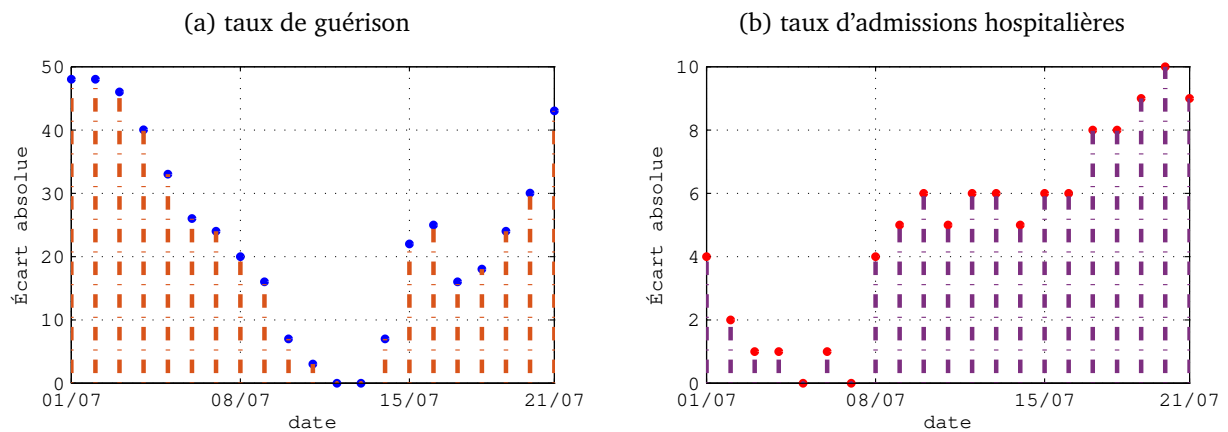 (a) taux de guérison
50
40
30
20
10
0
Écart absolue
01/07 08/07 15/07 21/07
date
(b) taux d'admissions hospitalières
10
8
6
4
2
0
Écart absolue
01/07 08/07 15/07 21/07
date